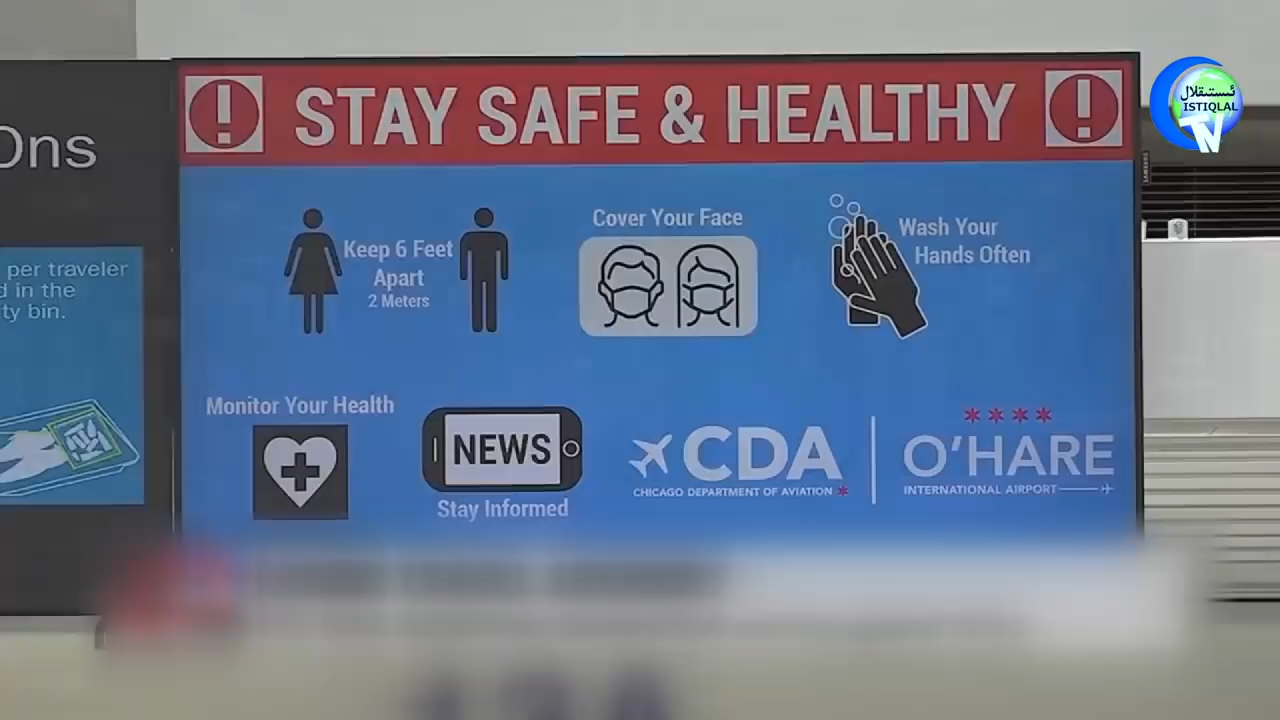 Ons
per traveler
d in the
ty bin.
! STAY SAFE & HEALTHY !
Keep 6 Feet
Apart
2 Meters
Cover Your Face
Wash Your
Hands Often
Monitor Your Health
NEWS
Stay Informed
CDA
CHICAGO DEPARTMENT OF AVIATION
O'HARE
INTERNATIONAL AIRPORT
ئىستىقلال
ISTIQLAL
TV